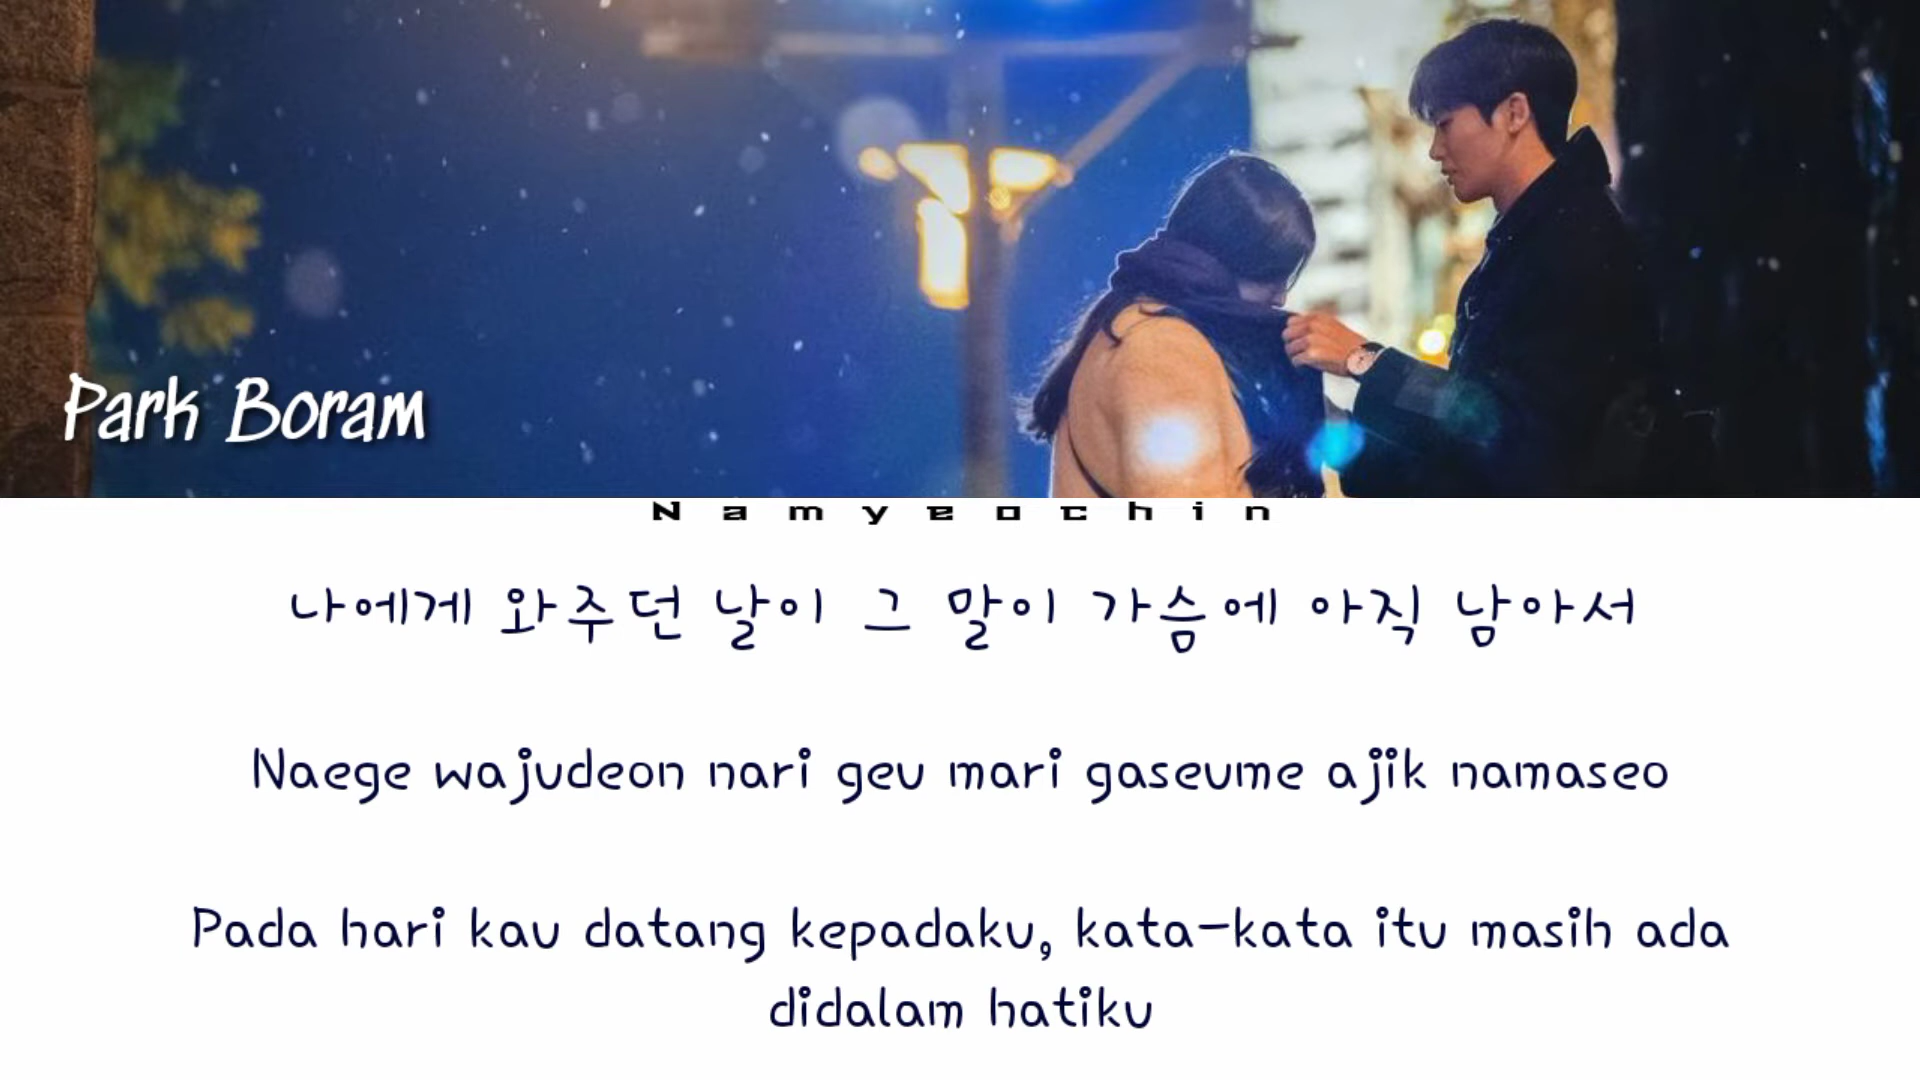 Park Boram
Namyeochin
나에게 와주던 날이 그 말이 가슴에 아직 남아서
Naege wajudeon nari geu mari gaseume ajik namaseo
Pada hari kau datang kepadaku, kata-kata itu masih ada
didalam hatiku